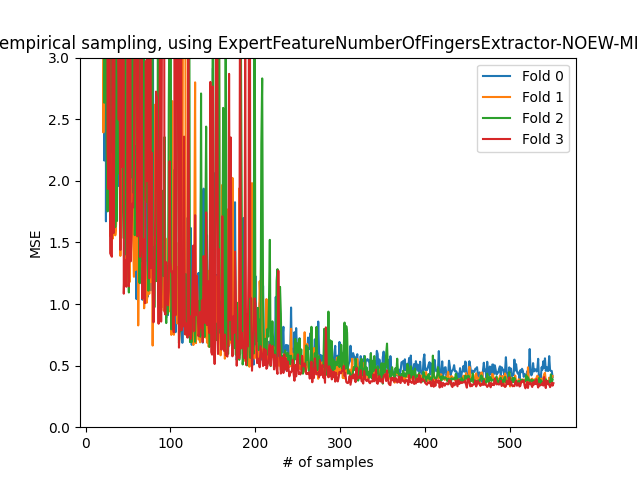 empirical sampling, using ExpertFeatureNumberOfFingersExtractor-NOEW-MI
3.0
2.5
2.0
1.5
1.0
0.5
0.0
MSE
0 100 200 300 400 500
# of samples
Fold 0
Fold 1
Fold 2
Fold 3